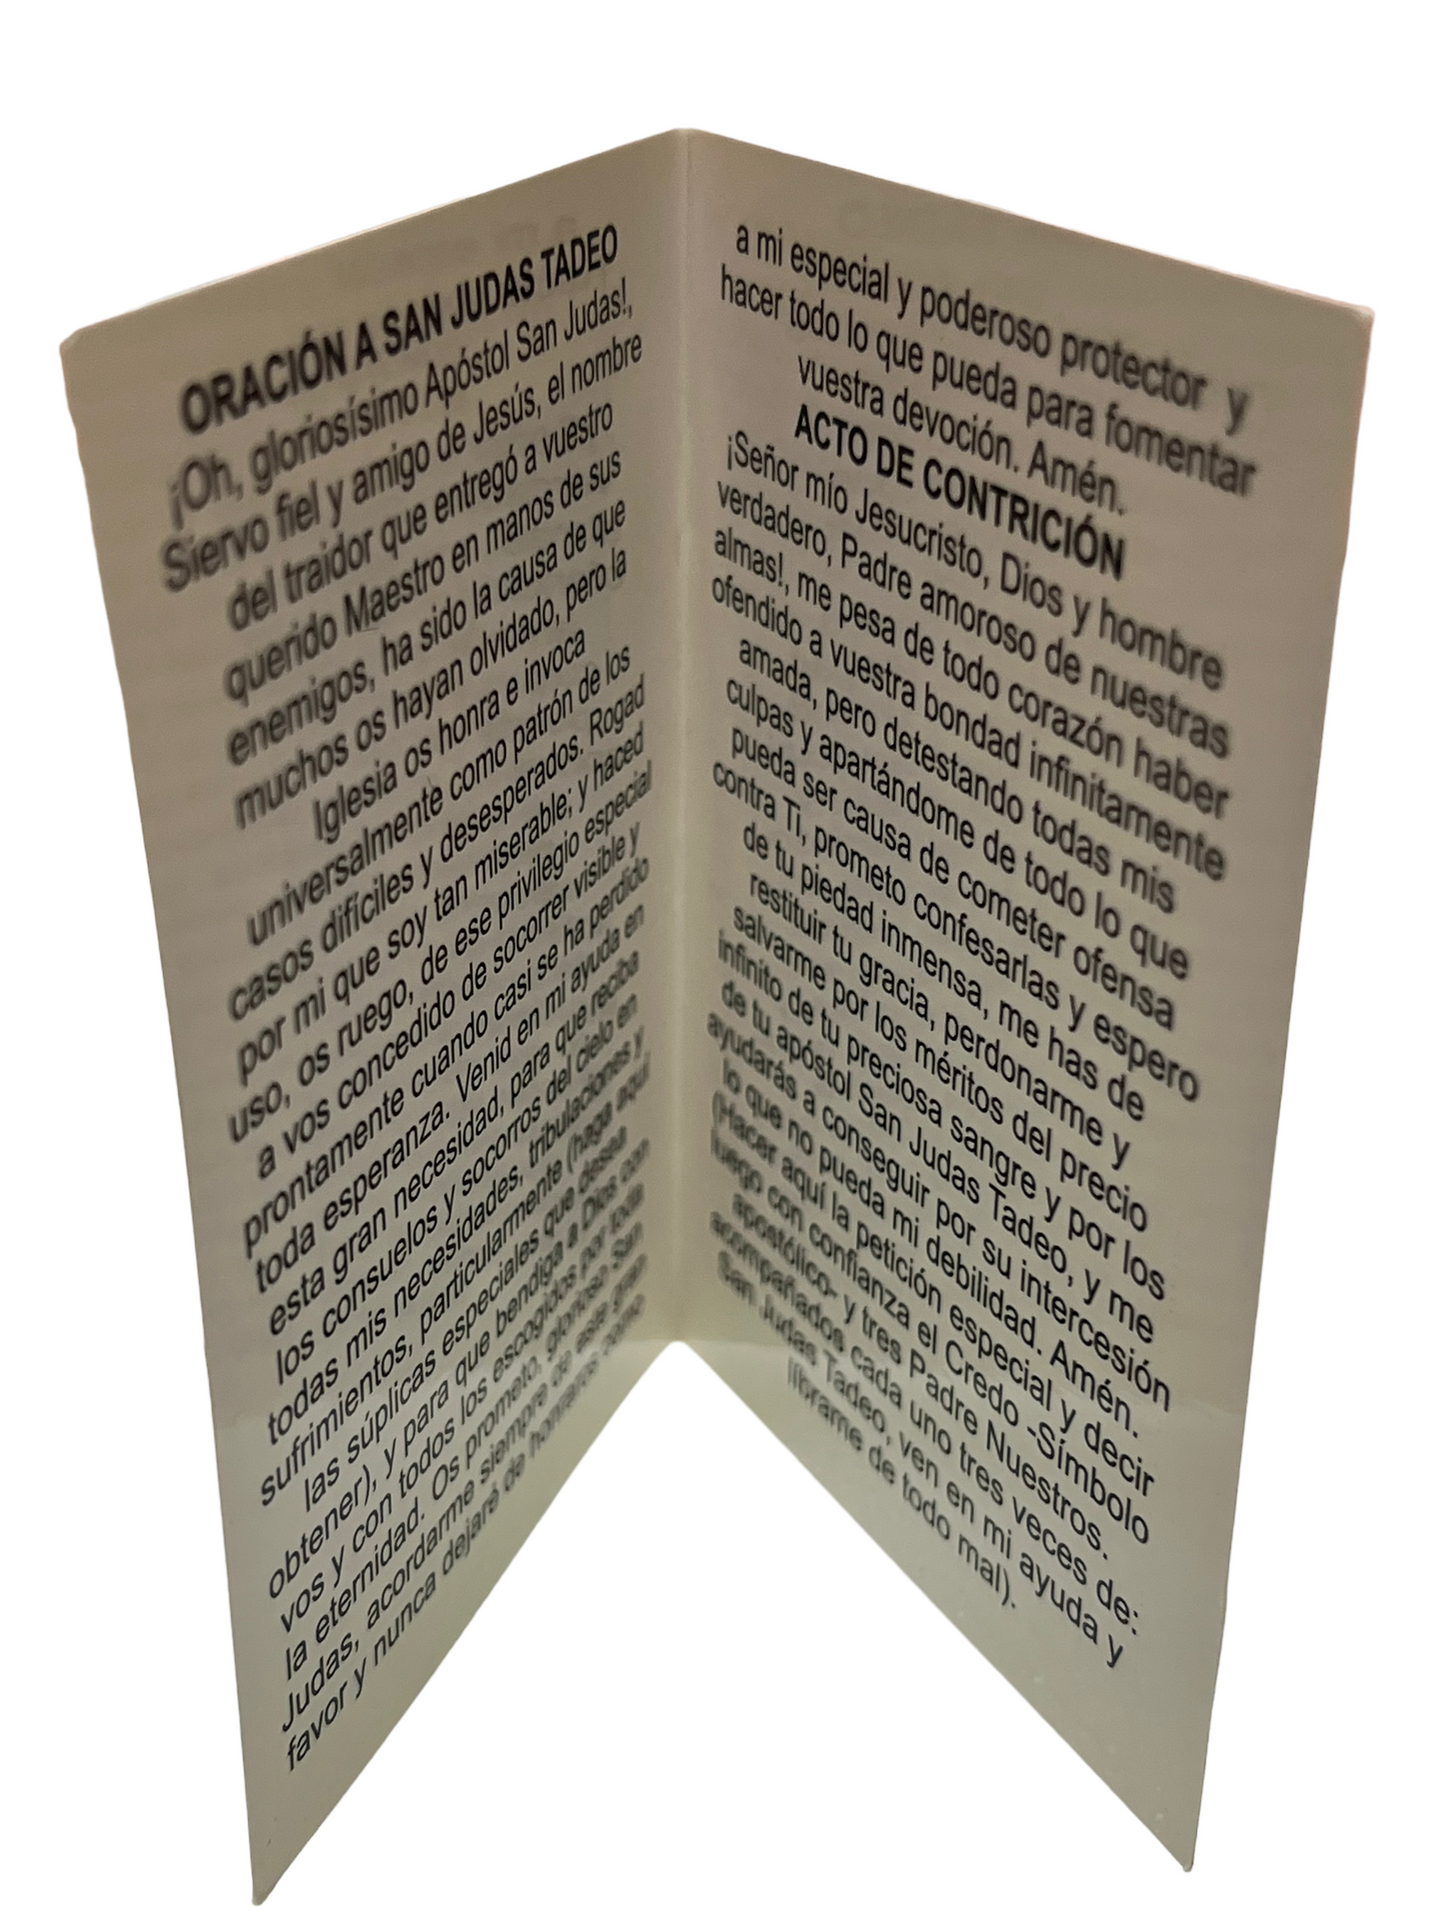 ORACIÓN A SAN JUDAS TADEO
¡Oh, gloriosísimo Apóstol San Judas!,
Siervo fiel y amigo de Jesús, el nombre
del traidor que entregó a vuestro
querido Maestro en manos de sus
enemigos, ha sido la causa de que
muchos os hayan olvidado, pero la
Iglesia os honra e invoca
universalmente como patrón de los
casos difíciles y desesperados. Rogad
por mi que soy tan miserable; y haced
uso, os ruego, de ese privilegio especial
a vos concedido de socorrer visible y
prontamente cuando casi se ha perdido
toda esperanza. Venid en mi ayuda en
esta gran necesidad, para que reciba
los consuelos y socorros del cielo en
todas mis necesidades, tribulaciones y
sufrimientos, particularmente (haga aquí
las súplicas especiales que desea
obtener), y para que bendiga a Dios con
vos y con todos los escogidos por toda
la eternidad. Os prometo, glorioso San
Judas, acordarme siempre de este gran
favor y nunca dejaré de honraros como
a mi especial y poderoso protector y
hacer todo lo que pueda para fomentar
vuestra devoción. Amén.
ACTO DE CONTRICIÓN
¡Señor mío Jesucristo, Dios y hombre
verdadero, Padre amoroso de nuestras
almas!, me pesa de todo corazón haber
ofendido a vuestra bondad infinitamente
amada, pero detestando todas mis
culpas y apartándome de todo lo que
pueda ser causa de cometer ofensa
contra Ti, prometo confesarlas y espero
de tu piedad inmensa, me has de
restituir tu gracia, perdonarme y
salvarme por los méritos del precio
infinito de tu preciosa sangre y por los
de tu apóstol San Judas Tadeo, y me
ayudarás a conseguir por su intercesión
lo que no pueda mi debilidad. Amén.
(Hacer aquí la petición especial y decir
luego con confianza el Credo -Símbolo
apostólico- y tres Padre Nuestros.
acompañados cada uno tres veces de:
San Judas Tadeo, ven en mi ayuda y
líbrame de todo mal).